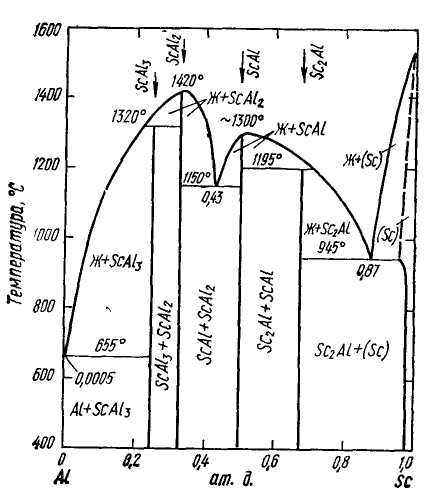 1600
1400
1200
1000
800
600
400
Температура, °С
ScAl₃
ScAl₂
ScAl
Sc₂Al
1420°
Ж+ScAl₂
1320°
~1300°
Ж+ScAl
1195°
1150°
0,43
Ж+(Sc)
(Sc)
Ж+Sc₂Al
945°
0,87
Ж+ScAl₃
655°
0,0005
Al+ScAl₃
ScAl₃+ScAl₂
ScAl+ScAl₂
Sc₂Al+ScAl
Sc₂Al+(Sc)
0 0,2 0,4 0,6 0,8 1,0
Al ат. д. Sc